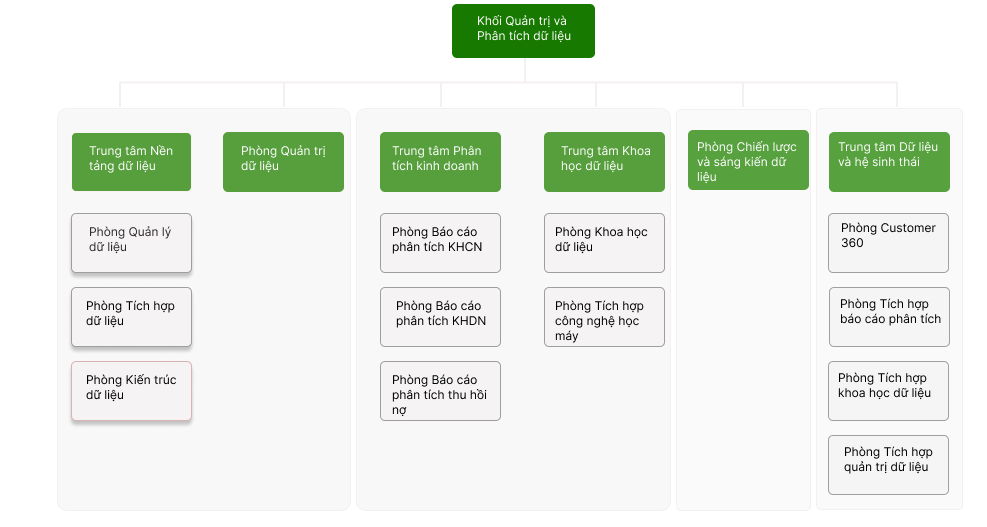 Khối Quản trị và
Phân tích dữ liệu
Trung tâm Nền
tảng dữ liệu
Phòng Quản trị
dữ liệu
Trung tâm Phân
tích kinh doanh
Trung tâm Khoa
học dữ liệu
Phòng Chiến lược
và sáng kiến dữ
liệu
Trung tâm Dữ liệu
và hệ sinh thái
Phòng Quản lý
dữ liệu
Phòng Tích hợp
dữ liệu
Phòng Kiến trúc
dữ liệu
Phòng Báo cáo
phân tích KHCN
Phòng Báo cáo
phân tích KHDN
Phòng Báo cáo
phân tích thu hồi
nợ
Phòng Khoa học
dữ liệu
Phòng Tích hợp
công nghệ học
máy
Phòng Customer
360
Phòng Tích hợp
báo cáo phân tích
Phòng Tích hợp
khoa học dữ liệu
Phòng Tích hợp
quản trị dữ liệu